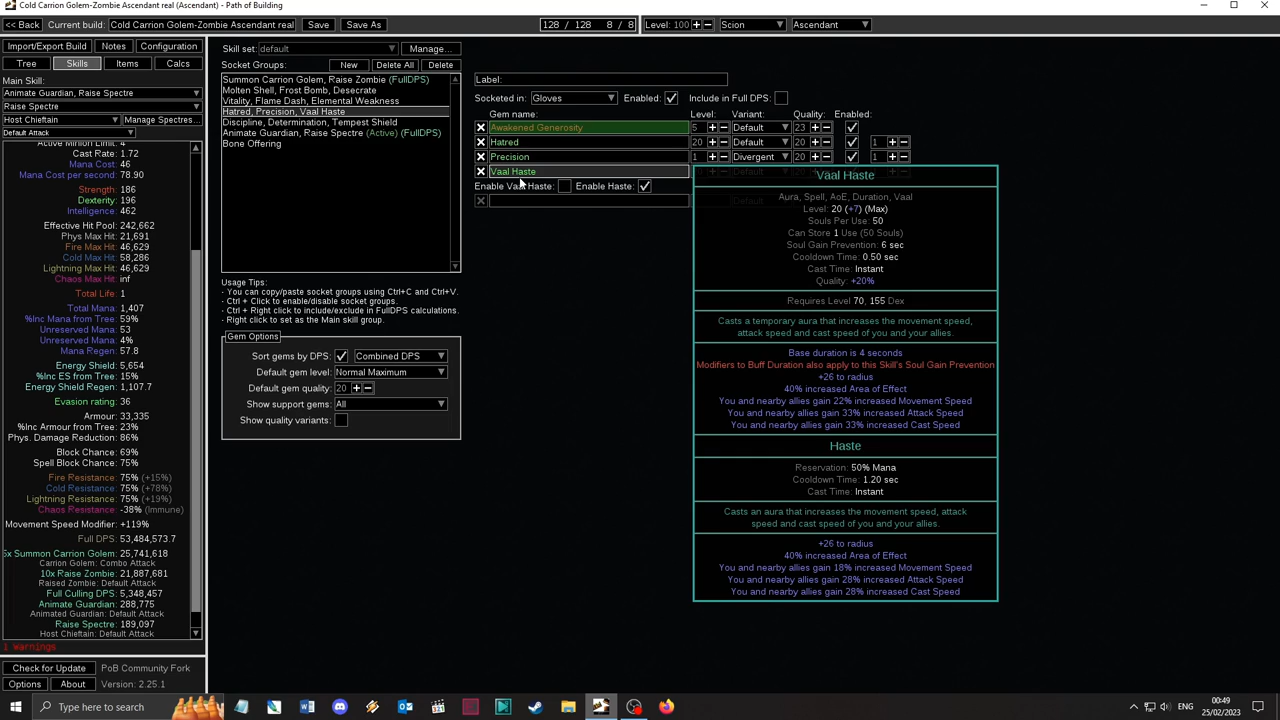 Cold Carrion Golem-Zombie Ascendant real (Ascendant) - Path of Building
<< Back Current build: Cold Carrion Golem-Zombie Ascendant real Save Save As 128 / 128 8 / 8 Level: 100 + - Scion Ascendant
Import/Export Build Notes Configuration
Tree Skills Items Calcs
Main Skill:
Animate Guardian, Raise Spectre
Raise Spectre
Host Chieftain Manage Spectres...
Default Attack
Active Minion Limit: 4
Cast Rate: 1.72
Mana Cost: 46
Mana Cost per second: 78.90
Strength: 186
Dexterity: 196
Intelligence: 462
Effective Hit Pool: 242,662
Phys Max Hit: 21,691
Fire Max Hit: 46,629
Cold Max Hit: 58,286
Lightning Max Hit: 46,629
Chaos Max Hit: inf
Total Life: 1
Total Mana: 1,407
%Inc Mana from Tree: 59%
Unreserved Mana: 53
Unreserved Mana: 4%
Mana Regen: 57.8
Energy Shield: 5,654
%Inc ES from Tree: 15%
Energy Shield Regen: 1,107.7
Evasion rating: 36
Armour: 33,335
%Inc Armour from Tree: 23%
Phys. Damage Reduction: 86%
Block Chance: 69%
Spell Block Chance: 75%
Fire Resistance: 75% (+15%)
Cold Resistance: 75% (+78%)
Lightning Resistance: 75% (+19%)
Chaos Resistance: -38% (Immune)
Movement Speed Modifier: +119%
Full DPS: 53,484,573.7
5x Summon Carrion Golem: 25,741,618
Carrion Golem: Combo Attack
10x Raise Zombie: 21,887,681
Raised Zombie: Default Attack
Full Culling DPS: 5,348,457
Animate Guardian: 288,775
Animated Guardian: Default Attack
Raise Spectre: 189,097
Host Chieftain: Default Attack
Warnings
Check for Update PoB Community Fork
Options About Version: 2.25.1
Skill set: default Manage...
Socket Groups: New Delete All Delete
Summon Carrion Golem, Raise Zombie (FullDPS)
Molten Shell, Frost Bomb, Desecrate
Vitality, Flame Dash, Elemental Weakness
Hatred, Precision, Vaal Haste
Discipline, Determination, Tempest Shield
Animate Guardian, Raise Spectre (Active) (FullDPS)
Bone Offering
Usage Tips:
- You can copy/paste socket groups using Ctrl+C and Ctrl+V.
- Ctrl + Click to enable/disable socket groups.
- Ctrl + Right click to include/exclude in FullDPS calculations.
- Right click to set as the Main skill group.
Gem Options
Sort gems by DPS: Combined DPS
Default gem level: Normal Maximum
Default gem quality: 20 + -
Show support gems: All
Show quality variants:
Label:
Socketed in: Gloves Enabled: Include in Full DPS:
Gem name: Level: Variant: Quality: Enabled:
Awakened Generosity 5 + - Default 23 + -
Hatred 20 + - Default 20 + - 1 + -
Precision 1 + - Divergent 20 + - 1 + -
Vaal Haste
Enable Vaal Haste: Enable Haste:
Vaal Haste
Aura, Spell, AoE, Duration, Vaal
Level: 20 (+7) (Max)
Souls Per Use: 50
Can Store 1 Use (50 Souls)
Soul Gain Prevention: 6 sec
Cooldown Time: 0.50 sec
Cast Time: Instant
Quality: +20%
Requires Level 70, 155 Dex
Casts a temporary aura that increases the movement speed,
attack speed and cast speed of you and your allies.
Base duration is 4 seconds
Modifiers to Buff Duration also apply to this Skill's Soul Gain Prevention
+26 to radius
40% increased Area of Effect
You and nearby allies gain 22% increased Movement Speed
You and nearby allies gain 33% increased Attack Speed
You and nearby allies gain 33% increased Cast Speed
Haste
Reservation: 50% Mana
Cooldown Time: 1.20 sec
Cast Time: Instant
Casts an aura that increases the movement speed, attack
speed and cast speed of you and your allies.
+26 to radius
40% increased Area of Effect
You and nearby allies gain 18% increased Movement Speed
You and nearby allies gain 28% increased Attack Speed
You and nearby allies gain 28% increased Cast Speed
Type here to search
ENG
00:49
25/02/2023